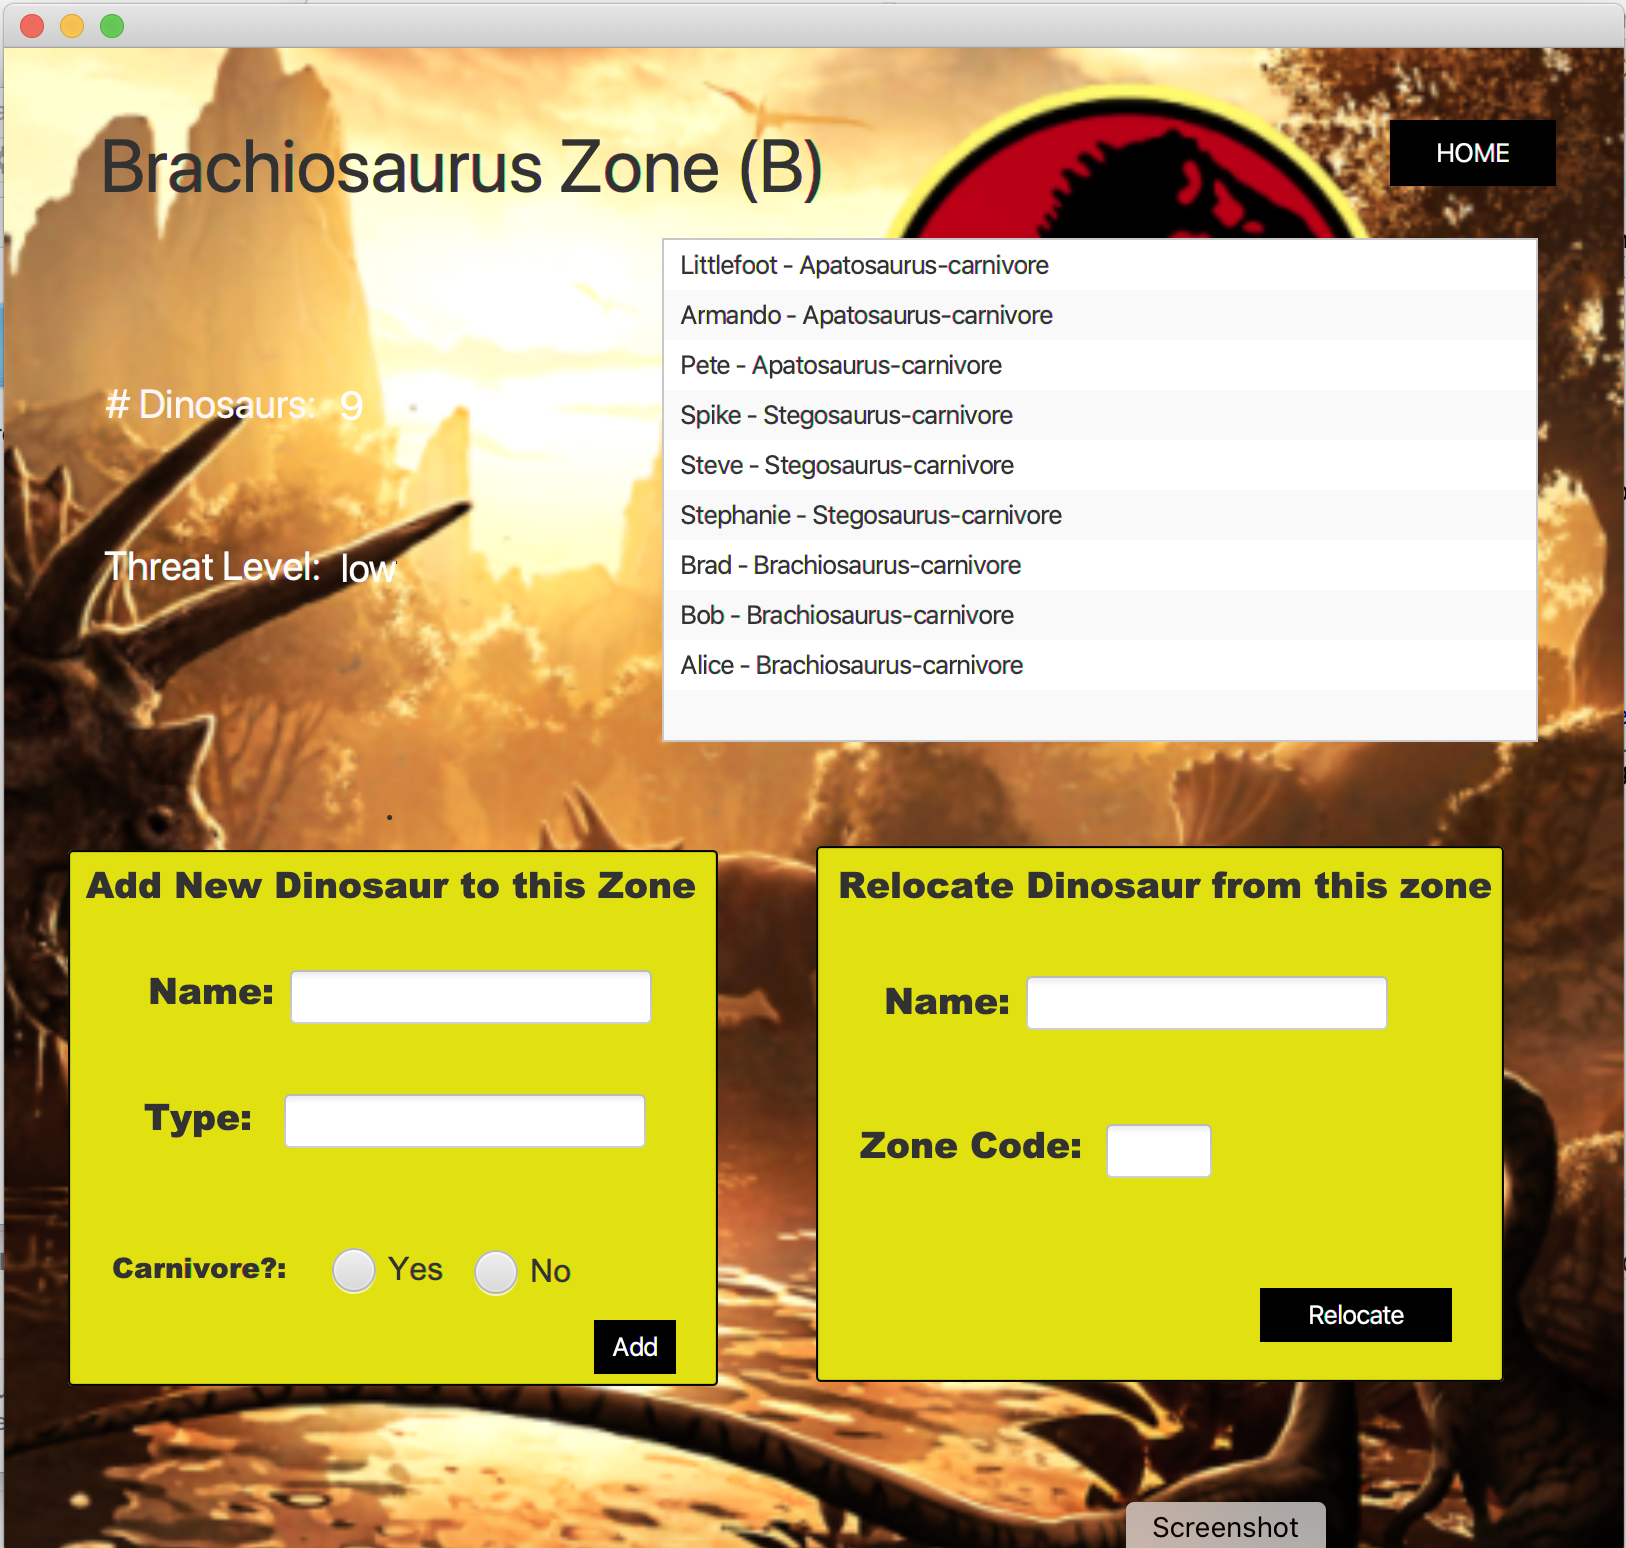 Brachiosaurus Zone (B)
HOME
Littlefoot - Apatosaurus-carnivore
Armando - Apatosaurus-carnivore
Pete - Apatosaurus-carnivore
# Dinosaurs: 9
Spike - Stegosaurus-carnivore
Steve - Stegosaurus-carnivore
Stephanie - Stegosaurus-carnivore
Threat Level: low
Brad - Brachiosaurus-carnivore
Bob - Brachiosaurus-carnivore
Alice - Brachiosaurus-carnivore
.
Add New Dinosaur to this Zone
Name:
Type:
Carnivore?: Yes No
Add
Relocate Dinosaur from this zone
Name:
Zone Code:
Relocate
Screenshot